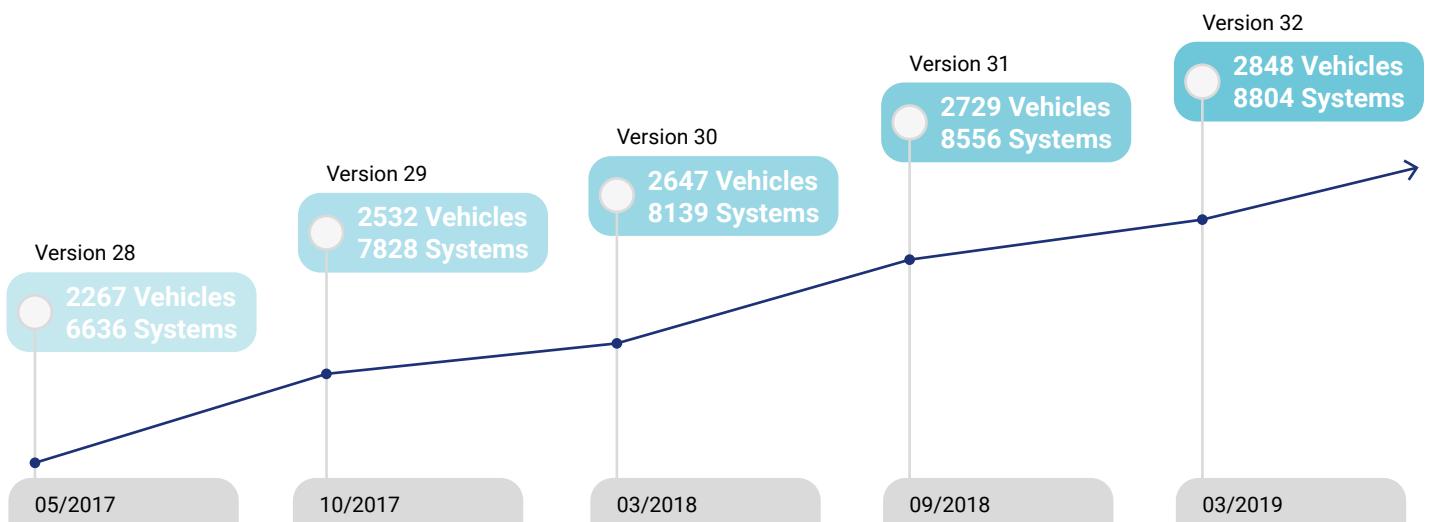 Version 28
2267 Vehicles
6636 Systems
05/2017
Version 29
2532 Vehicles
7828 Systems
10/2017
Version 30
2647 Vehicles
8139 Systems
03/2018
Version 31
2729 Vehicles
8556 Systems
09/2018
Version 32
2848 Vehicles
8804 Systems
03/2019